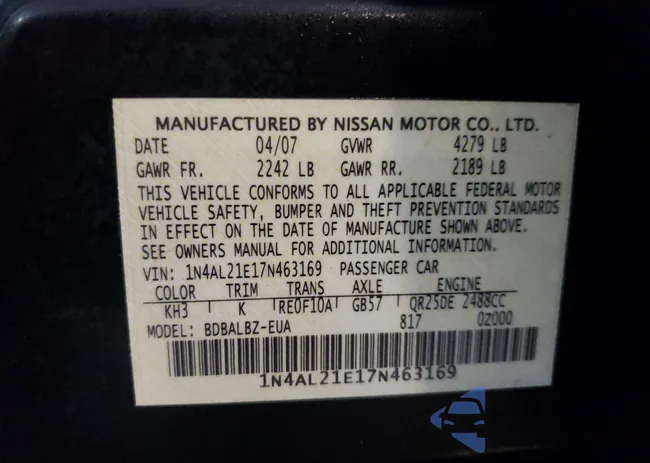 MANUFACTURED BY NISSAN MOTOR CO., LTD.
DATE 04/07 GVWR 4279 LB
GAWR FR. 2242 LB GAWR RR. 2189 LB
THIS VEHICLE CONFORMS TO ALL APPLICABLE FEDERAL MOTOR
VEHICLE SAFETY, BUMPER AND THEFT PREVENTION STANDARDS
IN EFFECT ON THE DATE OF MANUFACTURE SHOWN ABOVE.
SEE OWNERS MANUAL FOR ADDITIONAL INFORMATION.
VIN: 1N4AL21E17N463169 PASSENGER CAR
COLOR TRIM TRANS AXLE ENGINE
KH3 K RE0F10A GB57 QR25DE 2488CC
MODEL: BDBALBZ-EUA 817 0Z000
1N4AL21E17N463169